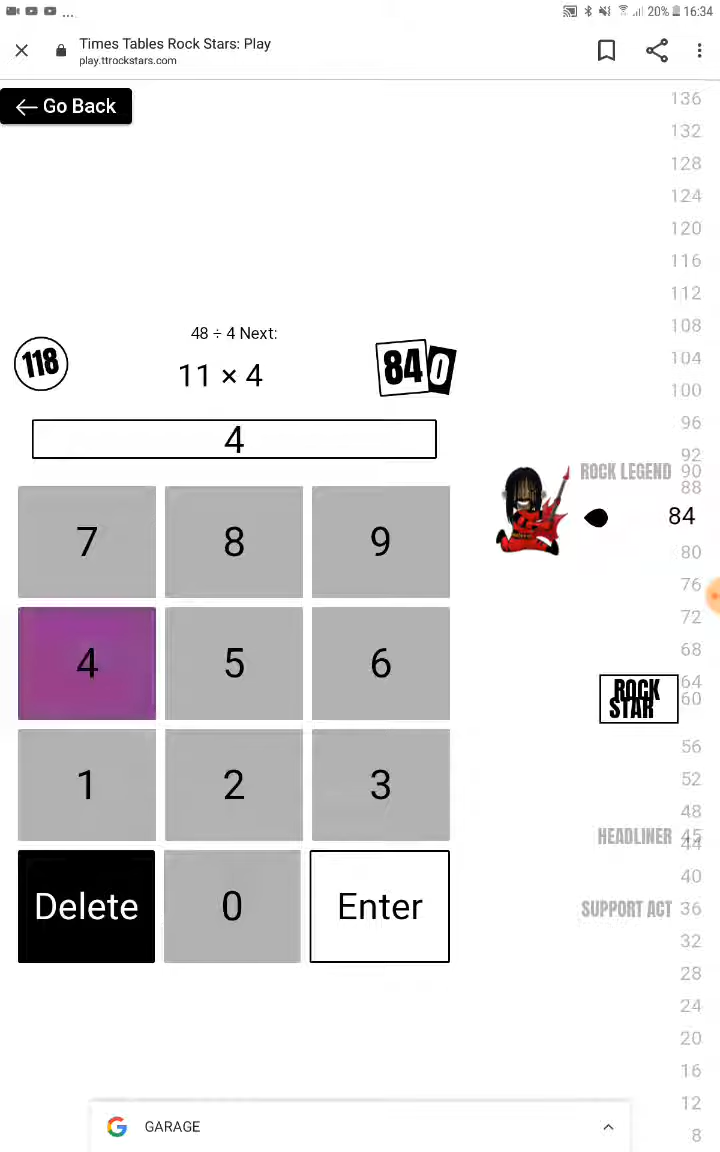 ... 20% 16:34
Times Tables Rock Stars: Play
play.ttrockstars.com
← Go Back
48 ÷ 4 Next:
118
11 × 4
84 0
4
7 8 9
4 5 6
1 2 3
Delete 0 Enter
136
132
128
124
120
116
112
108
104
100
96
92
ROCK LEGEND 90
88
84
80
76
72
68
64
ROCK STAR 60
56
52
48
HEADLINER 45
44
40
SUPPORT ACT 36
32
28
24
20
16
12
8
GARAGE